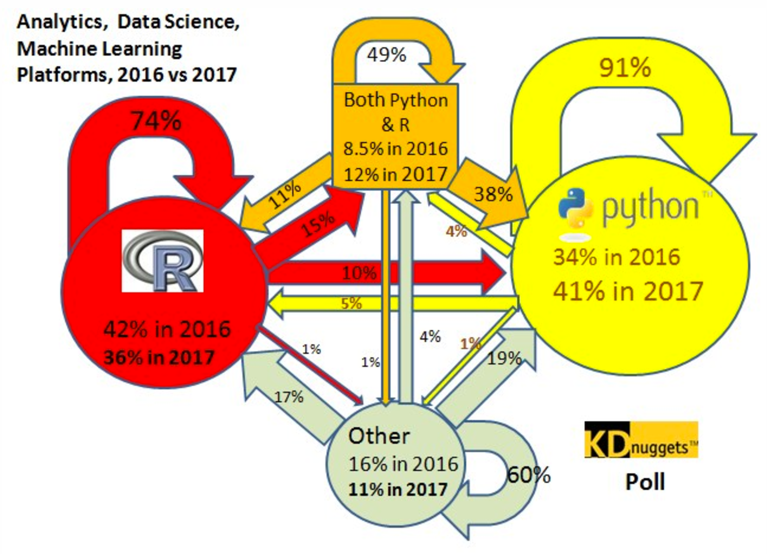 Analytics, Data Science,
Machine Learning
Platforms, 2016 vs 2017
49%
Both Python
& R
8.5% in 2016
12% in 2017
91%
74%
11%
15%
38%
4%
python™
34% in 2016
41% in 2017
R
42% in 2016
36% in 2017
10%
5%
1%
1%
4%
1%
19%
17%
Other
16% in 2016
11% in 2017
60%
KDnuggets™
Poll